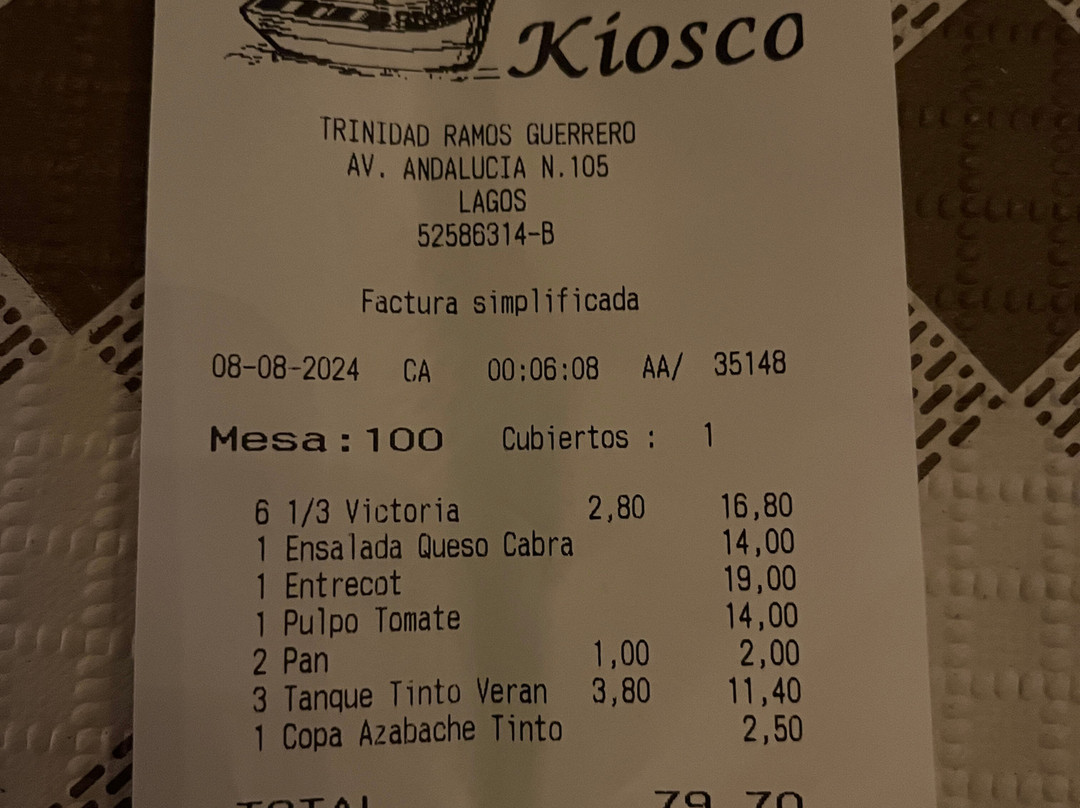 Kiosco
TRINIDAD RAMOS GUERRERO
AV. ANDALUCIA N.105
LAGOS
52586314-B
Factura simplificada
08-08-2024 CA 00:06:08 AA/ 35148
Mesa:100 Cubiertos : 1
6 1/3 Victoria 2,80 16,80
1 Ensalada Queso Cabra 14,00
1 Entrecot 19,00
1 Pulpo Tomate 14,00
2 Pan 1,00 2,00
3 Tanque Tinto Veran 3,80 11,40
1 Copa Azabache Tinto 2,50
TOTAL 79,70